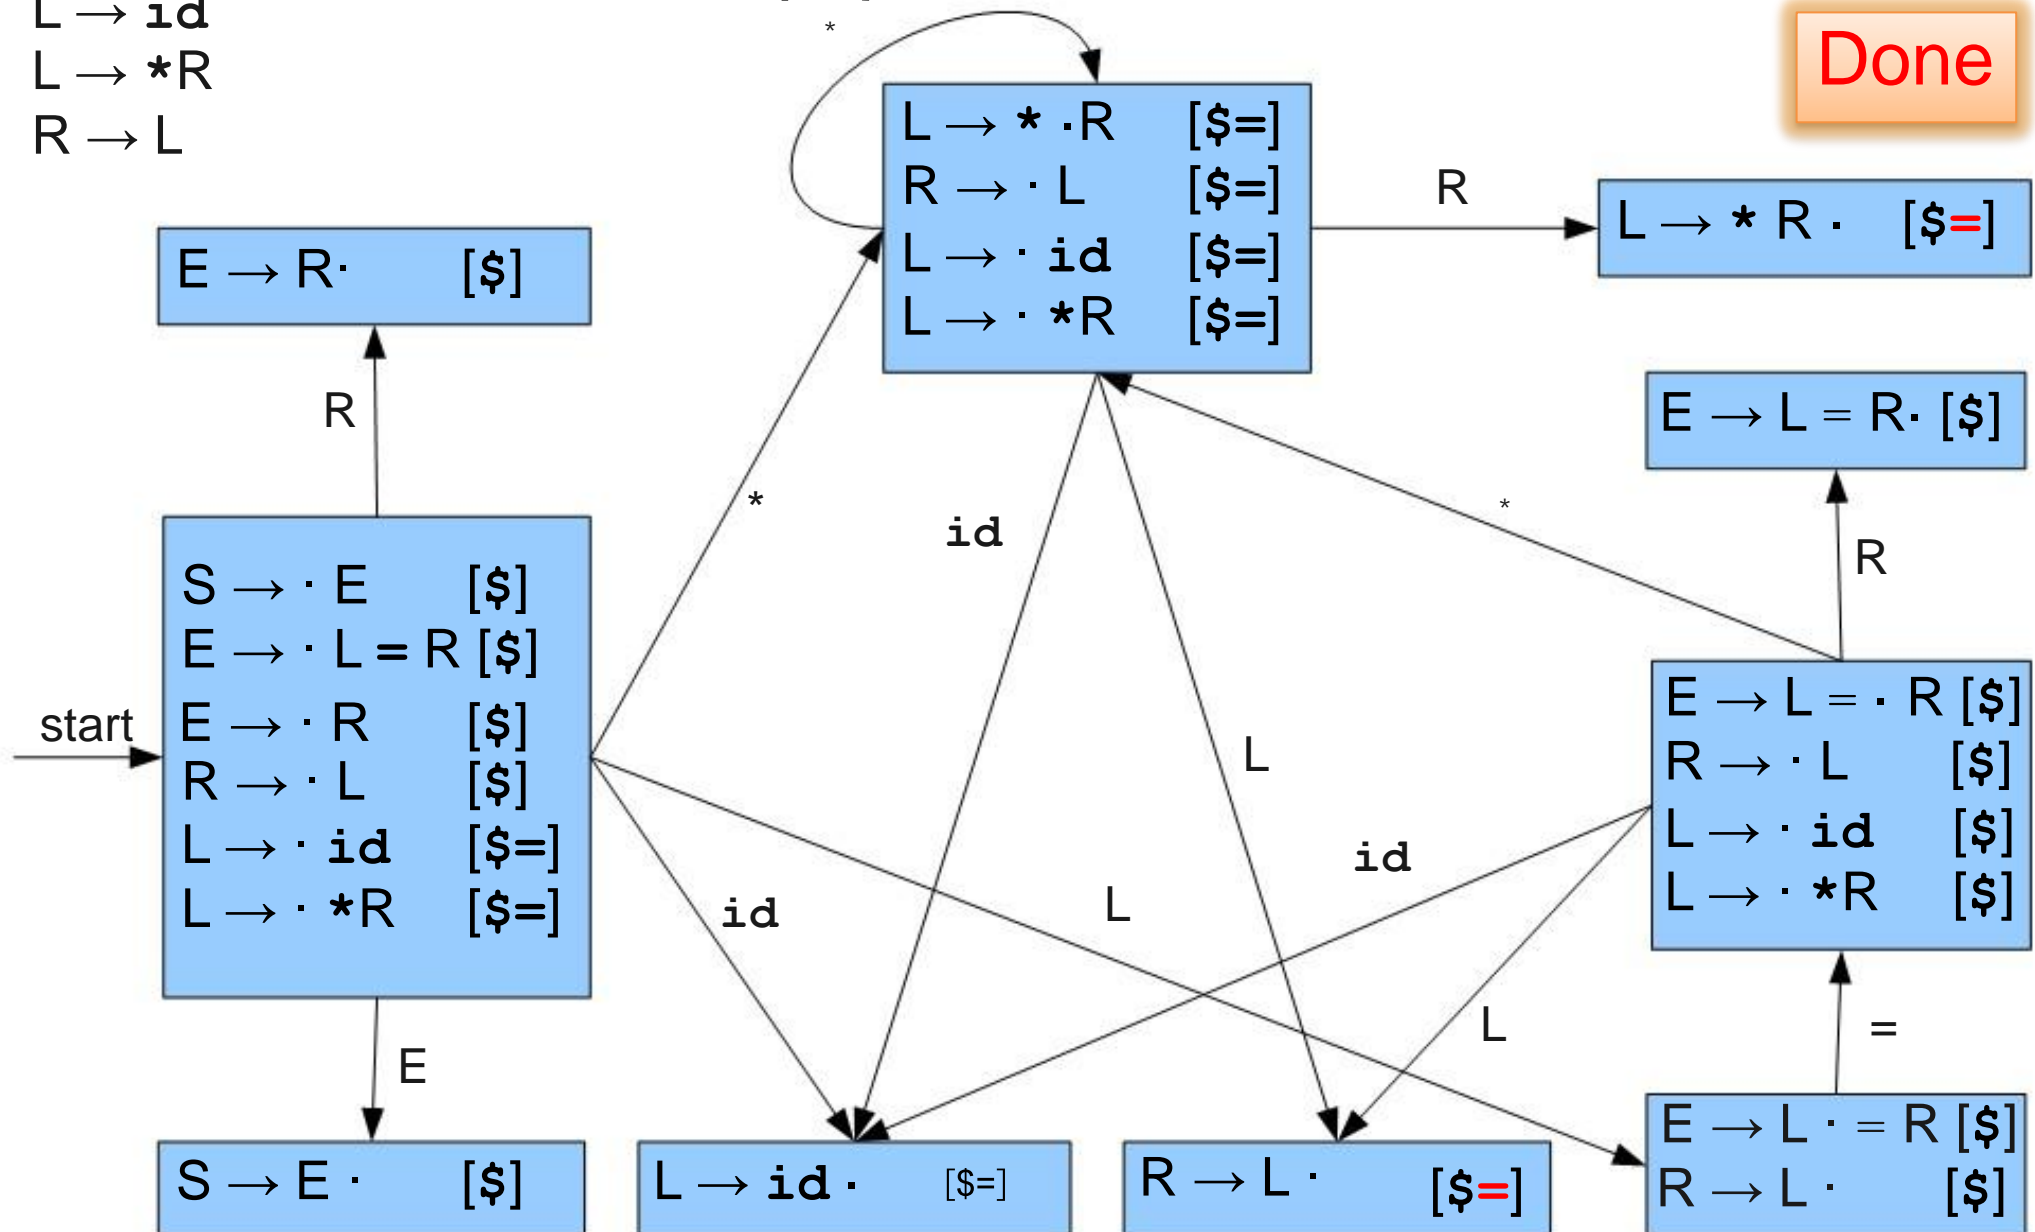 L → id
L → *R
R → L
*
Done
L → * ·R [$=]
R → · L [$=]
L → · id [$=]
L → · *R [$=]
R
L → * R · [$=]
E → R· [$]
R
E → L = R· [$]
*
id
*
R
S → · E [$]
E → · L = R [$]
E → · R [$]
R → · L [$]
L → · id [$=]
L → · *R [$=]
start
E → L = · R [$]
R → · L [$]
L → · id [$]
L → · *R [$]
L
id
id
L
L
=
E
S → E · [$]
L → id · [$=]
R → L · [$=]
E → L · = R [$]
R → L · [$]